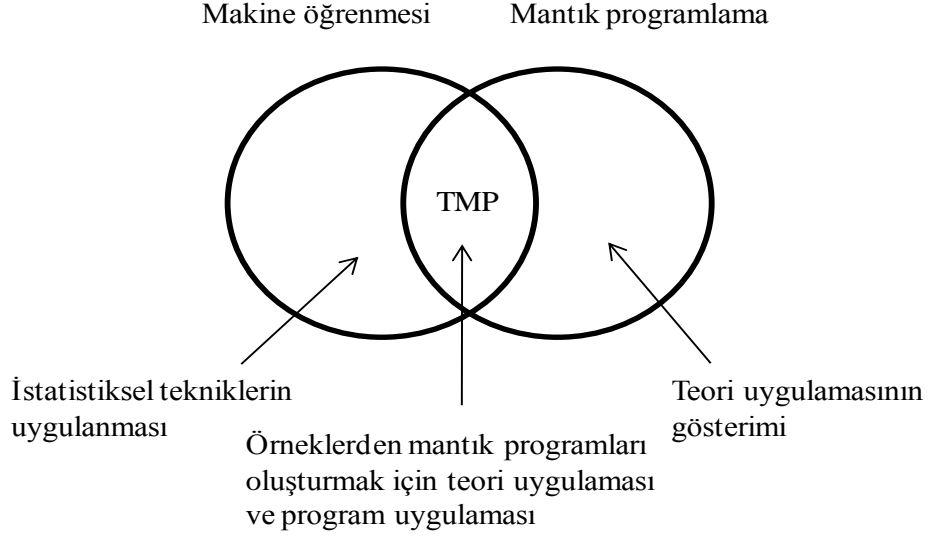 Makine öğrenmesi
Mantık programlama
TMP
İstatistiksel tekniklerin
uygulanması
Örneklerden mantık programları
oluşturmak için teori uygulaması
ve program uygulaması
Teori uygulamasının
gösterimi